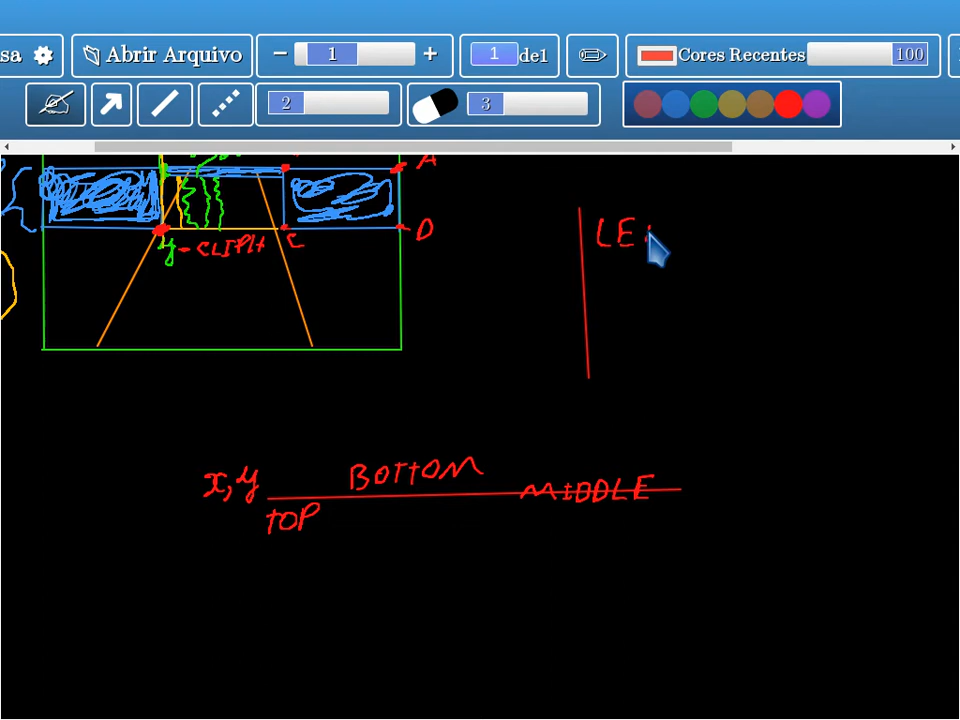 sa Abrir Arquivo − 1 + 1 de1 Cores Recentes 100
2 3
A
D
y - CLIPH C
LE
x,y BOTTOM MIDDLE
TOP